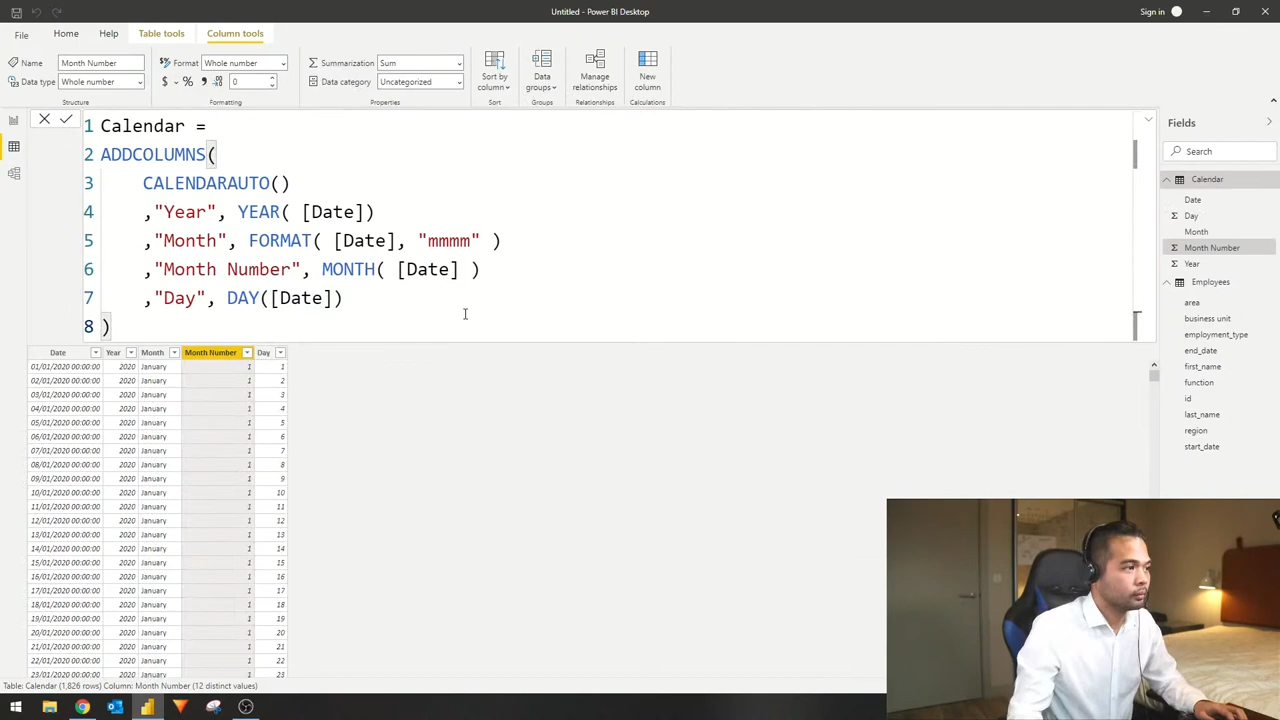 Untitled - Power BI Desktop
Sign in
File
Home
Help
Table tools
Column tools
Name
Month Number
Format
Whole number
Summarization
Sum
Data type
Whole number
$
%
0
Data category
Uncategorized
Sort by column
Data groups
Manage relationships
New column
Structure
Formatting
Properties
Sort
Groups
Relationships
Calculations
1 Calendar =
2 ADDCOLUMNS(
3 CALENDARAUTO()
4 ,"Year", YEAR( [Date])
5 ,"Month", FORMAT( [Date], "mmmm" )
6 ,"Month Number", MONTH( [Date] )
7 ,"Day", DAY([Date])
8 )
Fields
Search
Calendar
Date
Day
Month
Month Number
Year
Employees
area
business unit
employment_type
end_date
first_name
function
id
last_name
region
start_date
Date Year Month Month Number Day
01/01/2020 00:00:00 2020 January 1 1
02/01/2020 00:00:00 2020 January 1 2
03/01/2020 00:00:00 2020 January 1 3
04/01/2020 00:00:00 2020 January 1 4
05/01/2020 00:00:00 2020 January 1 5
06/01/2020 00:00:00 2020 January 1 6
07/01/2020 00:00:00 2020 January 1 7
08/01/2020 00:00:00 2020 January 1 8
09/01/2020 00:00:00 2020 January 1 9
10/01/2020 00:00:00 2020 January 1 10
11/01/2020 00:00:00 2020 January 1 11
12/01/2020 00:00:00 2020 January 1 12
13/01/2020 00:00:00 2020 January 1 13
14/01/2020 00:00:00 2020 January 1 14
15/01/2020 00:00:00 2020 January 1 15
16/01/2020 00:00:00 2020 January 1 16
17/01/2020 00:00:00 2020 January 1 17
18/01/2020 00:00:00 2020 January 1 18
19/01/2020 00:00:00 2020 January 1 19
20/01/2020 00:00:00 2020 January 1 20
21/01/2020 00:00:00 2020 January 1 21
22/01/2020 00:00:00 2020 January 1 22
23/01/2020 00:00:00 2020 January 1 23
Table: Calendar (1,826 rows) Column: Month Number (12 distinct values)